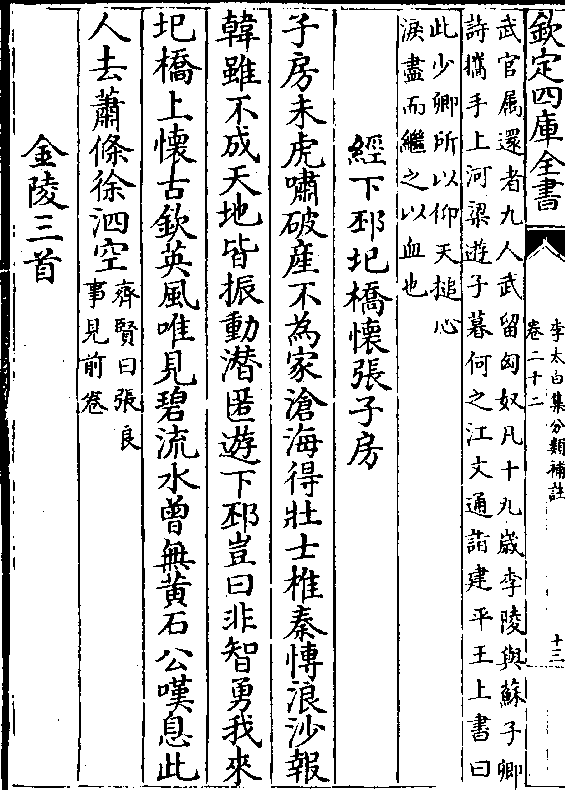 欽定四庫全書
李太白集分類補註
卷二十二
十三
武官属還者九人武留匈奴凡十九歲李陵與蘇子卿
詩攜手上河梁遊子暮何之江文通詣建平王上書曰
此少卿所以仰天搥心
淚盡而繼之以血也
經下邳圯橋懷張子房
子房未虎嘯破產不為家滄海得壯士椎秦愽浪沙報
韓雖不成天地皆振動潛匿遊下邳豈曰非智勇我來
圯橋上懷古欽英風唯見碧流水曾無黃石公嘆息此
人去蕭條徐泗空
齊賢曰張良
事見前卷
金陵三首